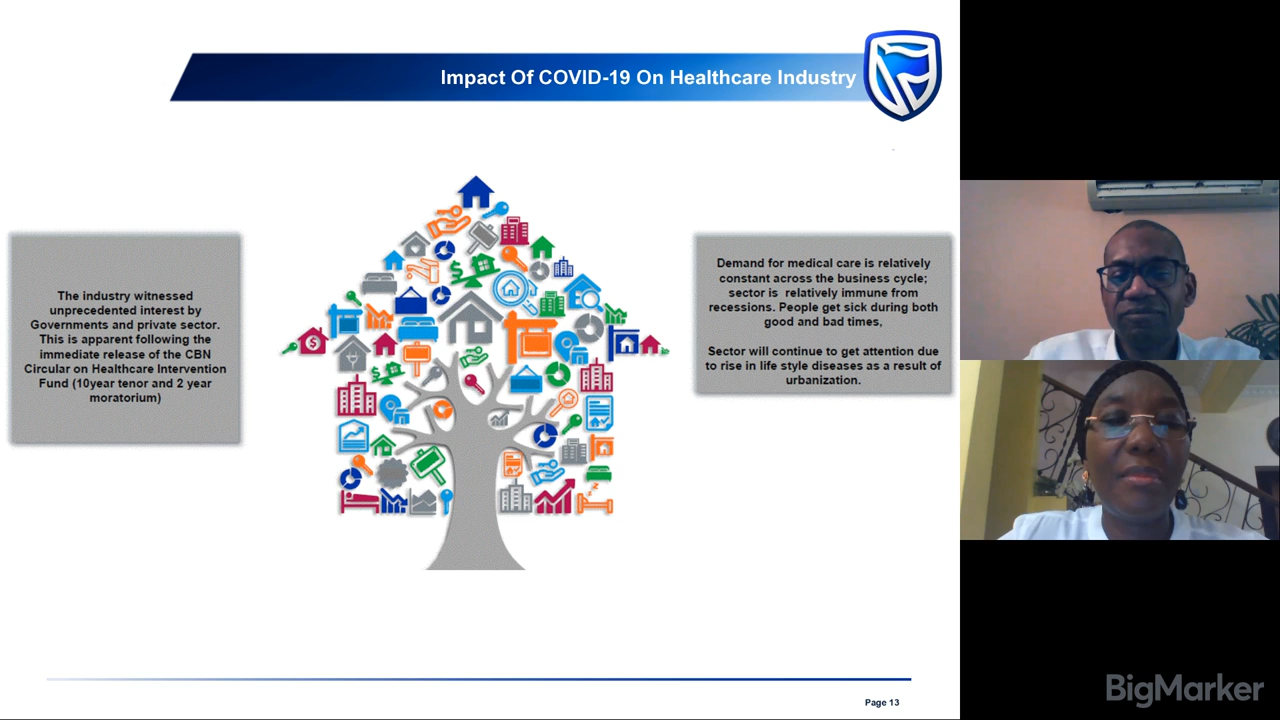 Impact Of COVID-19 On Healthcare Industry
The industry witnessed
unprecedented interest by
Governments and private sector.
This is apparent following the
immediate release of the CBN
Circular on Healthcare Intervention
Fund (10year tenor and 2 year
moratorium)
Demand for medical care is relatively
constant across the business cycle;
sector is relatively immune from
recessions. People get sick during both
good and bad times,
Sector will continue to get attention due
to rise in life style diseases as a result of
urbanization.
Page 13
BigMarker